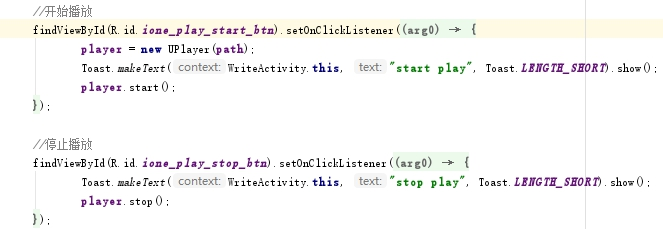 //开始播放
findViewById(R.id.ione_play_start_btn).setOnClickListener((arg0) → {
player = new UPlayer(path);
Toast.makeText( context: WriteActivity.this, text: "start play", Toast.LENGTH_SHORT).show();
player.start();
});
//停止播放
findViewById(R.id.ione_play_stop_btn).setOnClickListener((arg0) → {
Toast.makeText( context: WriteActivity.this, text: "stop play", Toast.LENGTH_SHORT).show();
player.stop();
});